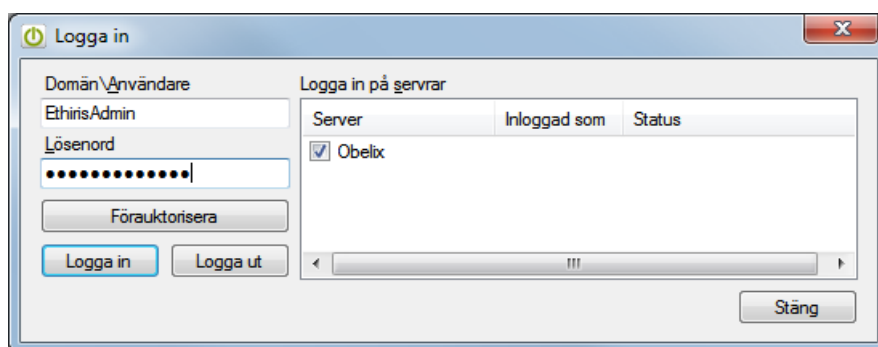 Logga in
Domän\Användare
EthirisAdmin
Lösenord
•••••••••••••
Förauktorisera
Logga in Logga ut
Logga in på servrar
Server Inloggad som Status
Obelix
Stäng